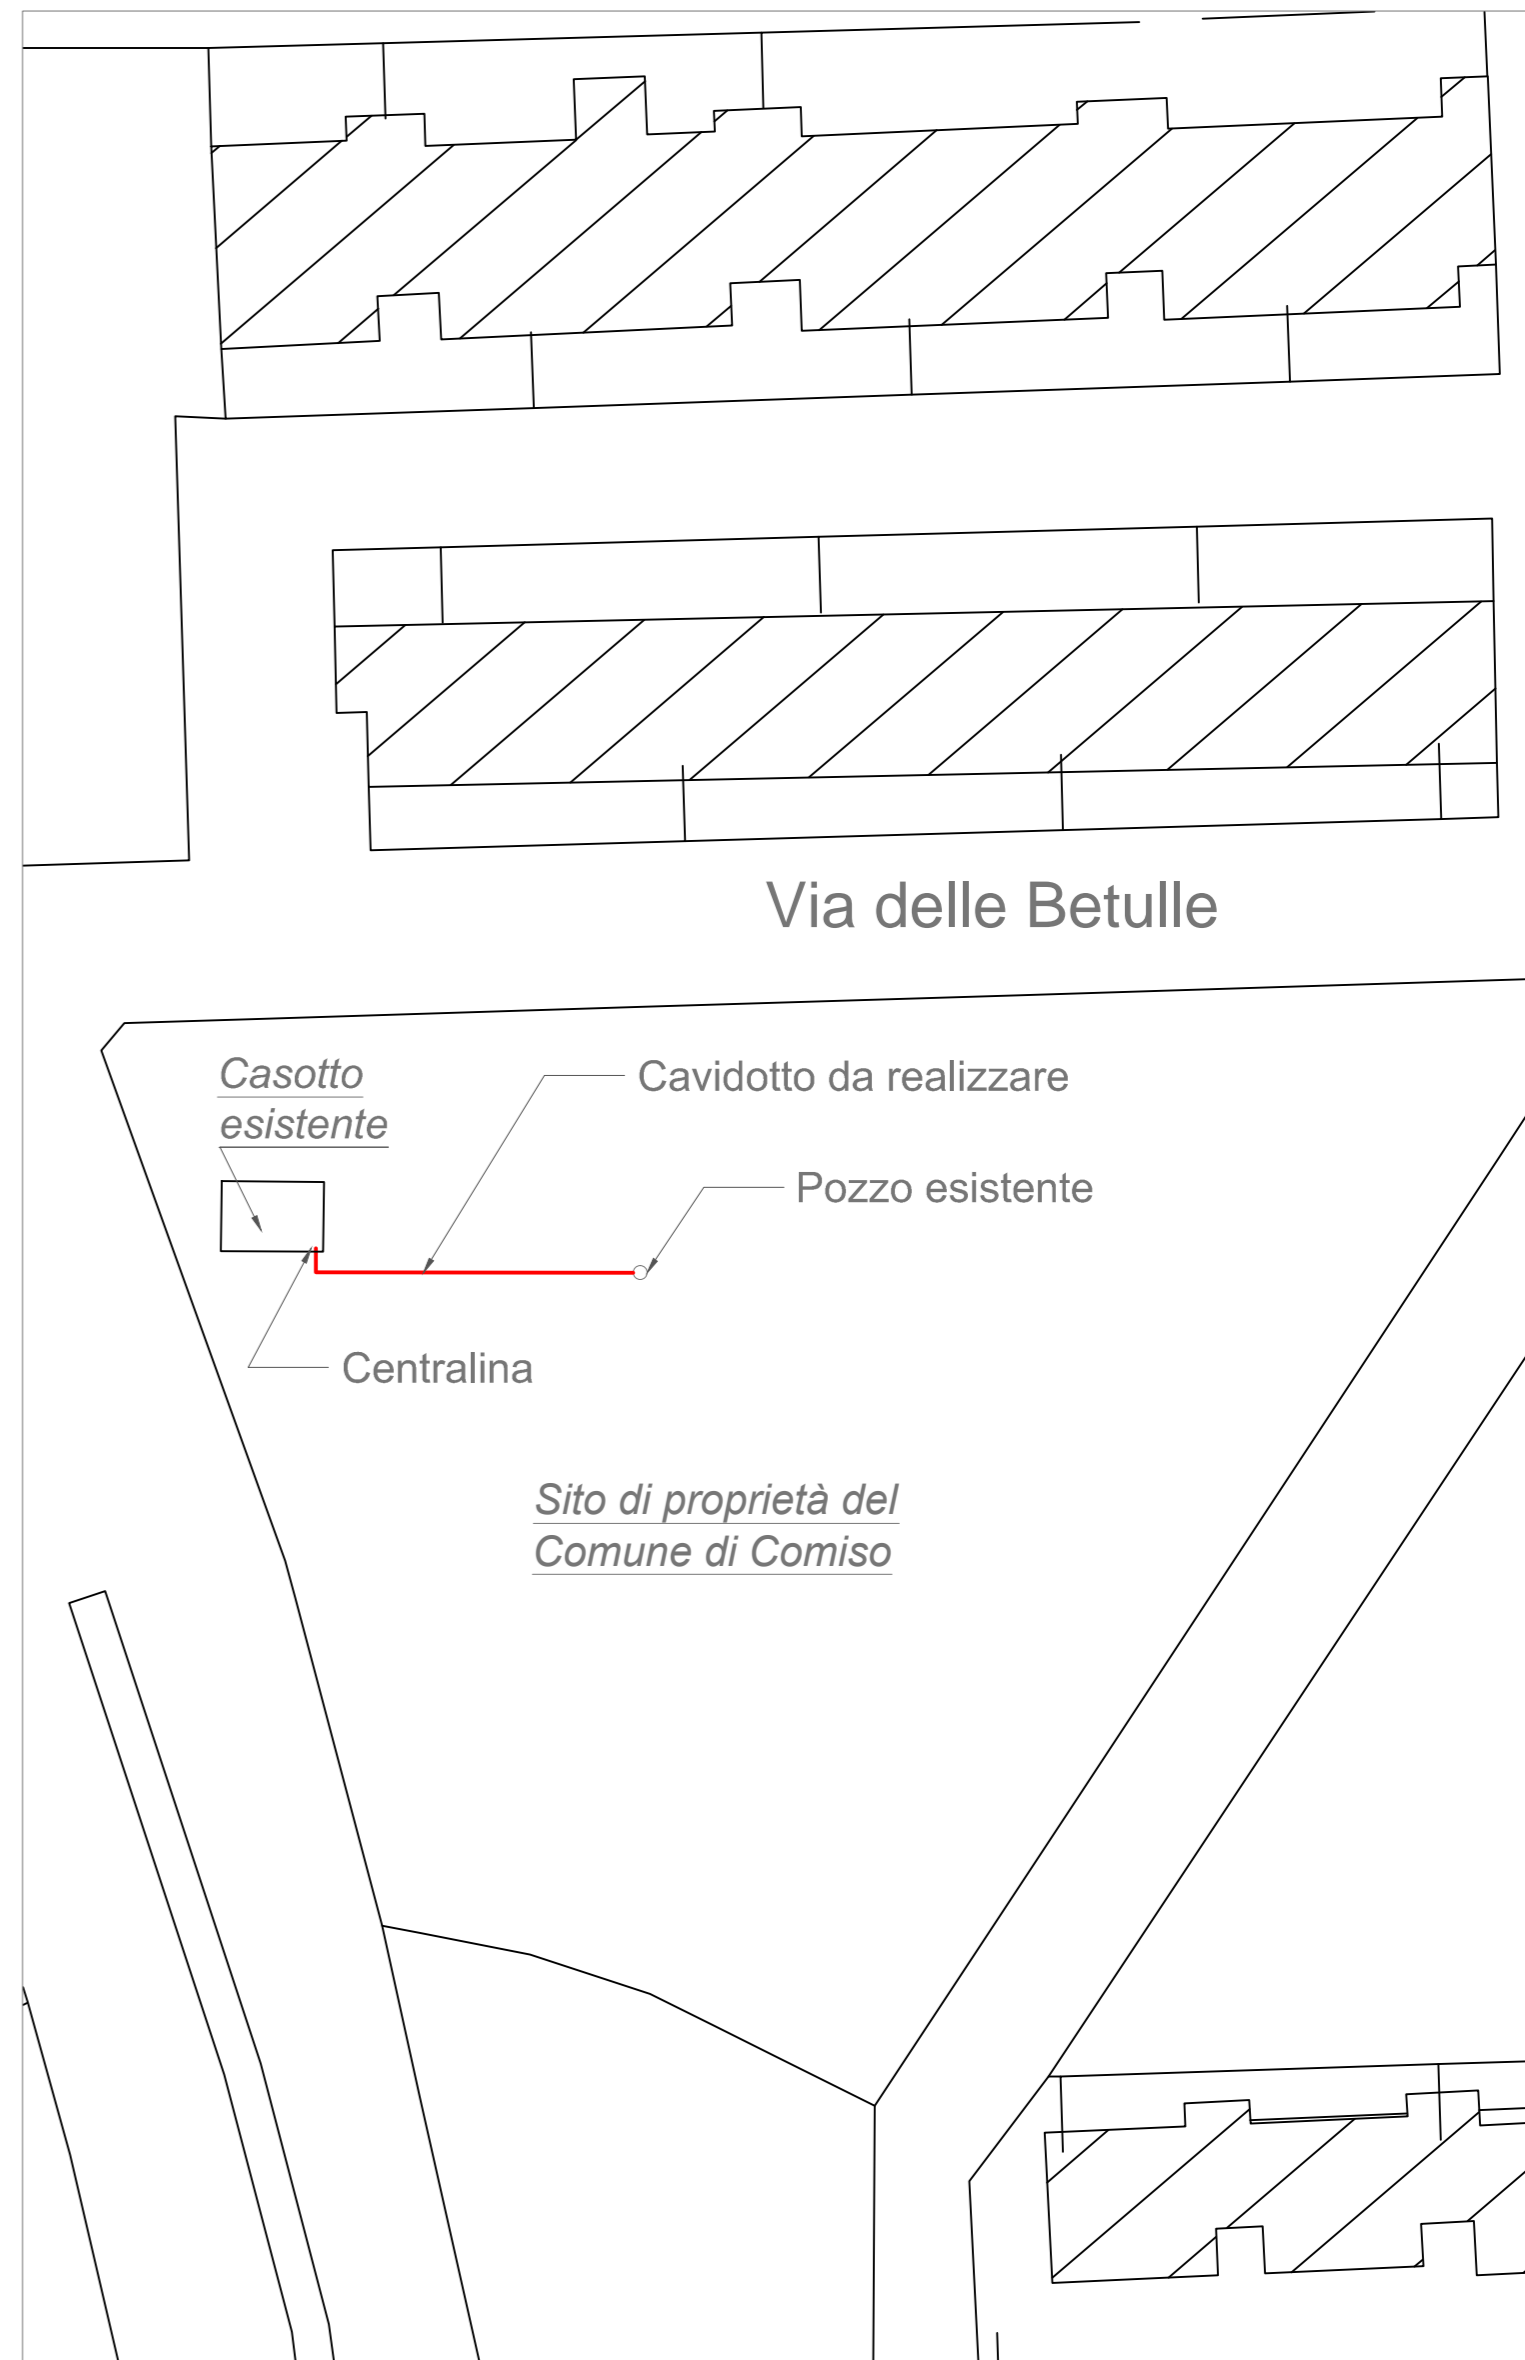 Via delle Betulle
Casotto
esistente
Cavidotto da realizzare
Pozzo esistente
Centralina
Sito di proprietà del
Comune di Comiso